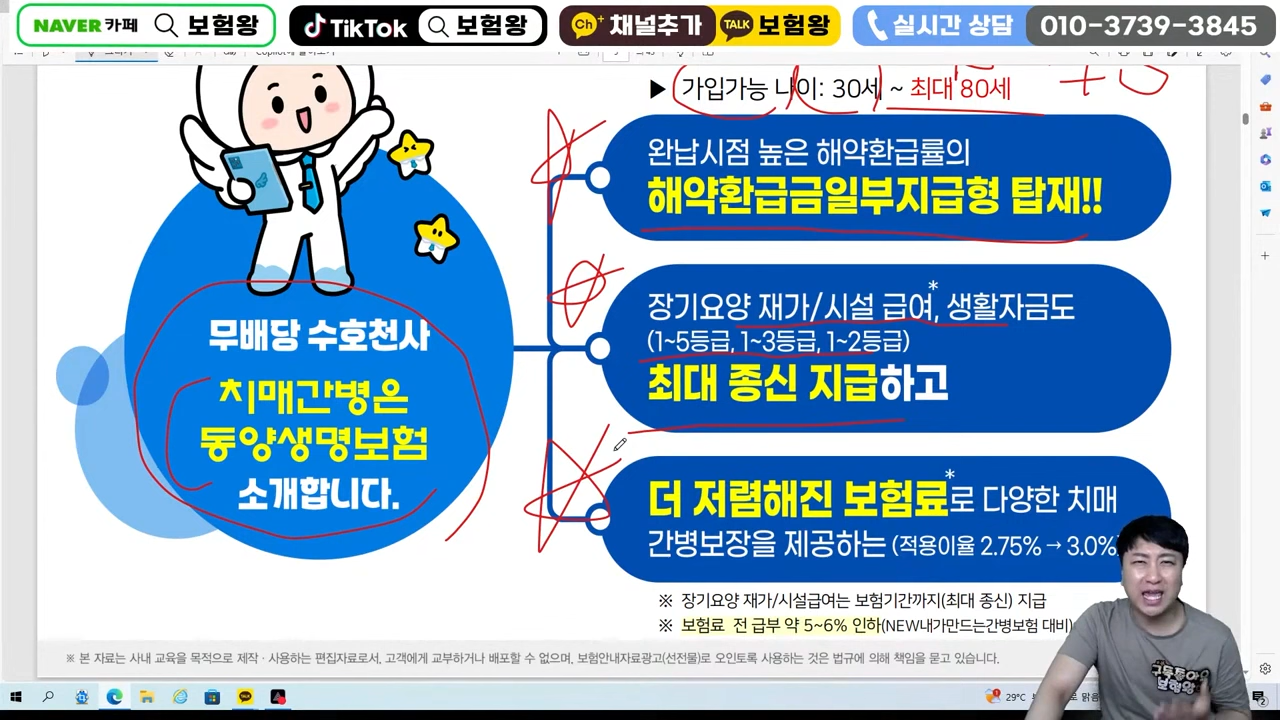 NAVER 카페 보험왕
TikTok 보험왕
Ch+ 채널추가 TALK 보험왕
실시간 상담 010-3739-3845
▶ 가입가능 나이: 30세 ~ 최대 80세
완납시점 높은 해약환급률의
해약환급금일부지급형 탑재!!
장기요양 재가/시설 급여*, 생활자금도
(1~5등급, 1~3등급, 1~2등급)
최대 종신 지급하고
무배당 수호천사
치매간병은
동양생명보험
소개합니다.
더 저렴해진 보험료*로 다양한 치매
간병보장을 제공하는 (적용이율 2.75% → 3.0%)
※ 장기요양 재가/시설급여는 보험기간까지(최대 종신) 지급
※ 보험료 전 급부 약 5~6% 인하(NEW내가만드는간병보험 대비)
※ 본 자료는 사내 교육을 목적으로 제작 · 사용하는 편집자료로서, 고객에게 교부하거나 배포할 수 없으며, 보험안내자료광고(선전물)로 오인토록 사용하는 것은 법규에 의해 책임을 묻고 있습니다.
구독좋아요
보험왕
29°C